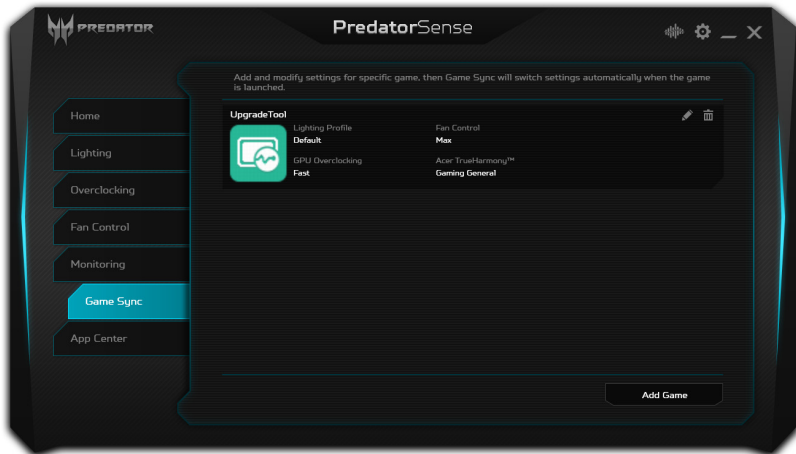 PREDATOR
PredatorSense
Add and modify settings for specific game, then Game Sync will switch settings automatically when the game
is launched.
Home
Lighting
Overclocking
Fan Control
Monitoring
Game Sync
App Center
UpgradeTool
Lighting Profile
Default
Fan Control
Max
GPU Overclocking
Fast
Acer TrueHarmony™
Gaming General
Add Game